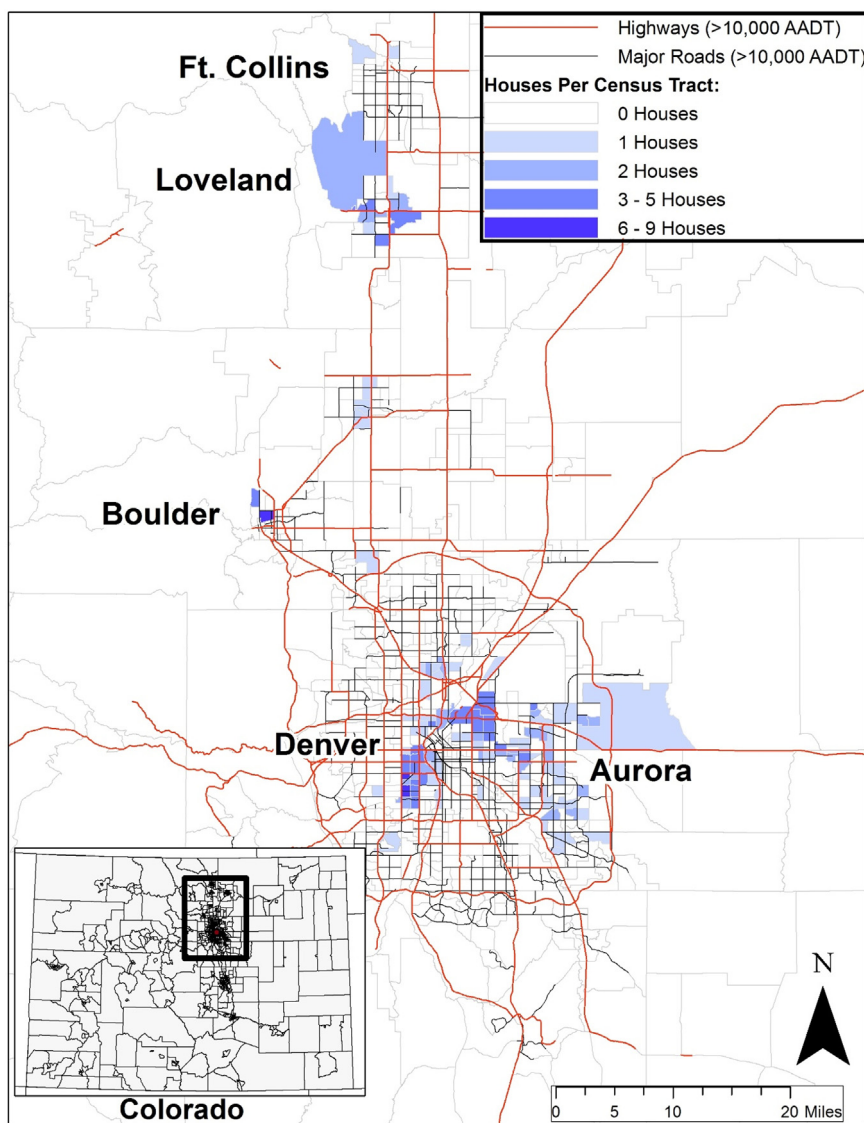 Highways (>10,000 AADT)
Major Roads (>10,000 AADT)
Houses Per Census Tract:
0 Houses
1 Houses
2 Houses
3 - 5 Houses
6 - 9 Houses
Ft. Collins
Loveland
Boulder
Denver
Aurora
Colorado
N
0 5 10 20 Miles